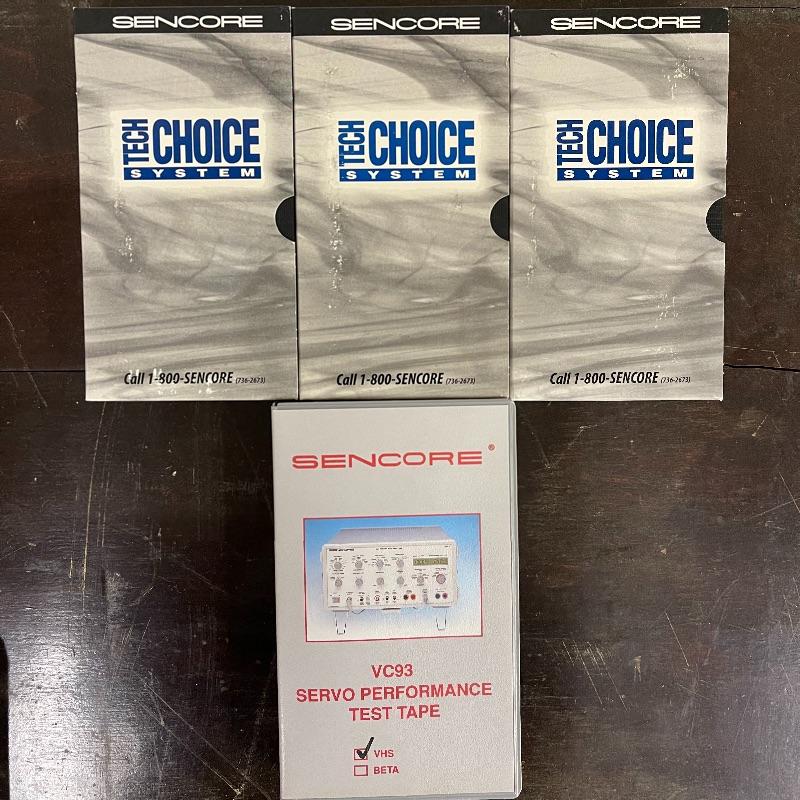 SENCORE
TECH CHOICE
SYSTEM
Call 1-800-SENCORE (736-2673)
SENCORE
TECH CHOICE
SYSTEM
Call 1-800-SENCORE (736-2673)
SENCORE
TECH CHOICE
SYSTEM
Call 1-800-SENCORE (736-2673)
SENCORE®
VC93
SERVO PERFORMANCE
TEST TAPE
VHS
BETA